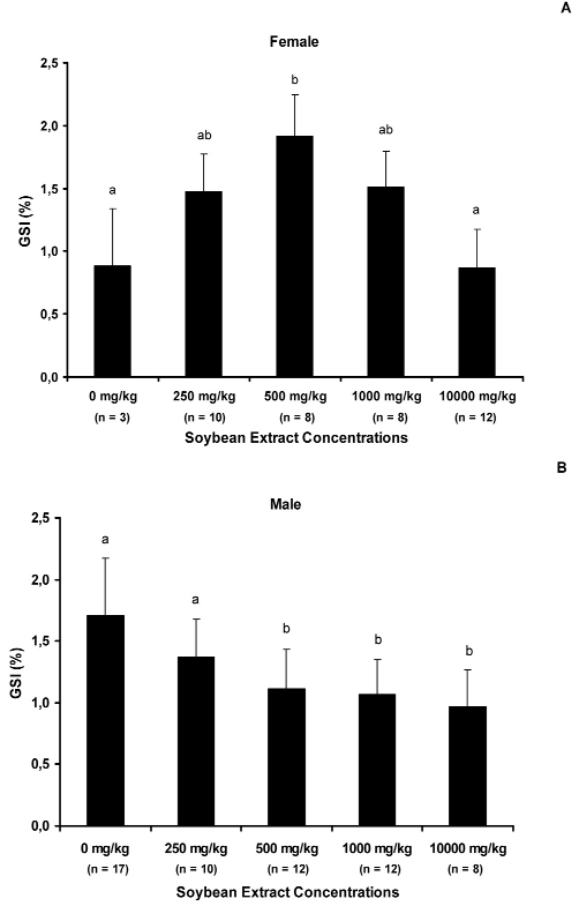 A
Female
2,5
2,0
1,5
1,0
0,5
0,0
GSI (%)
a
ab
b
ab
a
0 mg/kg 250 mg/kg 500 mg/kg 1000 mg/kg 10000 mg/kg
(n = 3) (n = 10) (n = 8) (n = 8) (n = 12)
Soybean Extract Concentrations
B
Male
2,5
2,0
1,5
1,0
0,5
0,0
GSI (%)
a
a
b
b
b
0 mg/kg 250 mg/kg 500 mg/kg 1000 mg/kg 10000 mg/kg
(n = 17) (n = 10) (n = 12) (n = 12) (n = 8)
Soybean Extract Concentrations